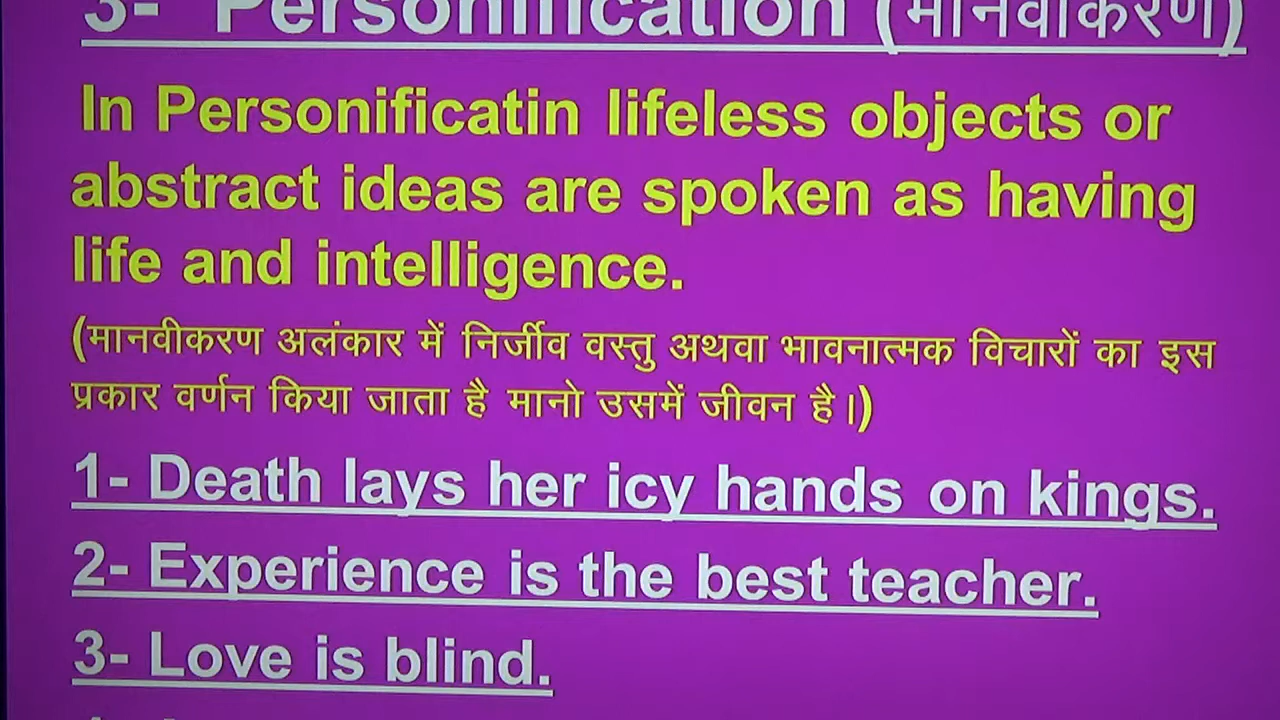 3- Personification (मानवीकरण)
In Personificatin lifeless objects or
abstract ideas are spoken as having
life and intelligence.
(मानवीकरण अलंकार में निर्जीव वस्तु अथवा भावनात्मक विचारों का इस
प्रकार वर्णन किया जाता है मानो उसमें जीवन है।)
1- Death lays her icy hands on kings.
2- Experience is the best teacher.
3- Love is blind.